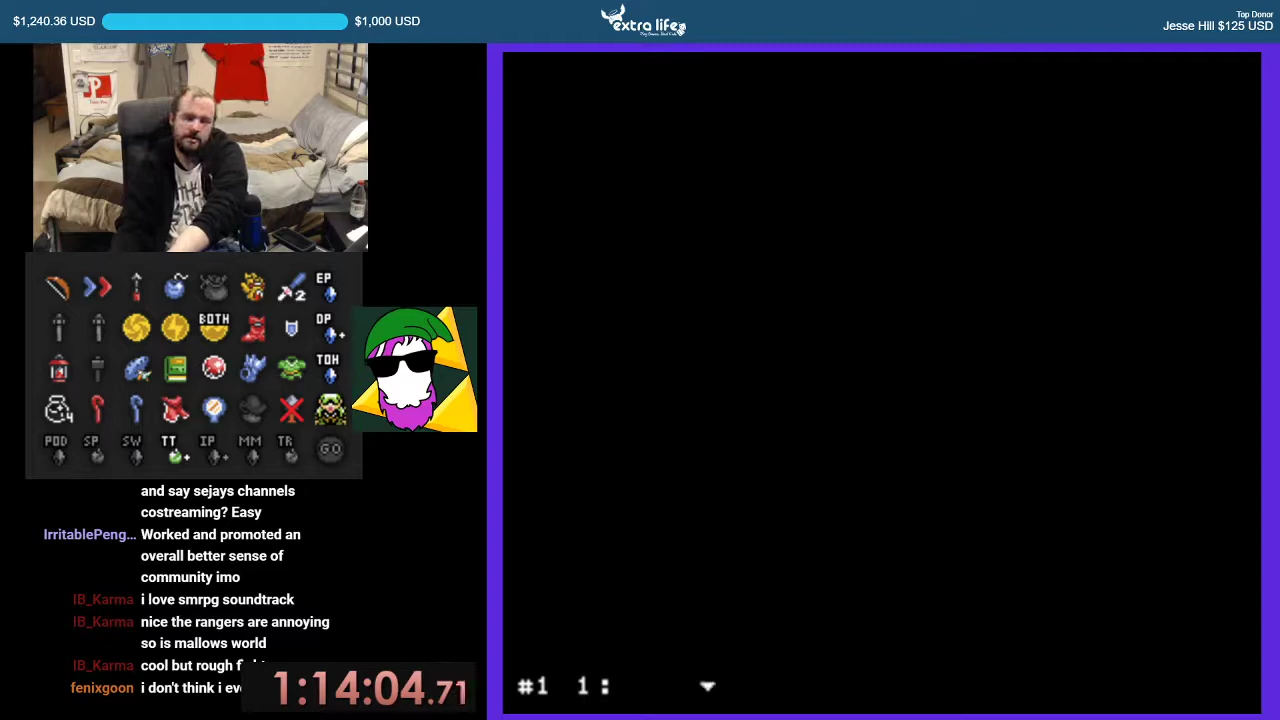 $1,240.36 USD
$1,000 USD
extra life
Top Donor
Jesse Hill $125 USD
EP
BOTH
DP
TOH
2
4
POD SP SW TT IP MM TR GO
and say sejays channels
costreaming? Easy
IrritablePeng… Worked and promoted an
overall better sense of
community imo
IB_Karma i love smrpg soundtrack
IB_Karma nice the rangers are annoying
so is mallows world
IB_Karma cool but rough
fenixgoon i don't think i
1:14:04.71
#1 1: